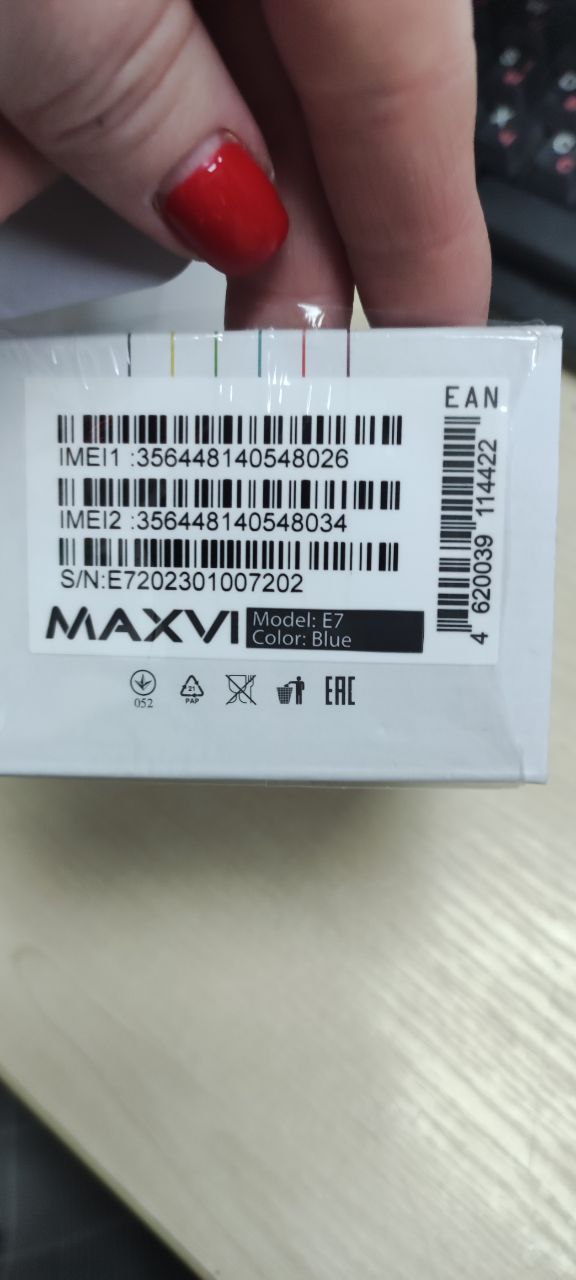 EAN
IMEI1 :356448140548026
IMEI2 :356448140548034
S/N:E7202301007202
4 620039 114422
MAXVI
Model: E7
Color: Blue
052
21
PAP
EAC